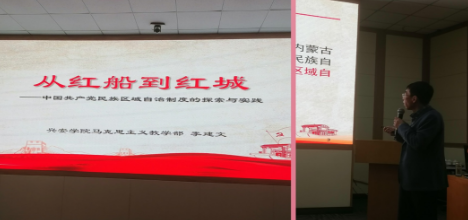 从红船到红城
——中国共产党民族区域自治制度的探索与实践
兴安学院马克思主义教学部 李建文
内蒙古
民族自
区域自